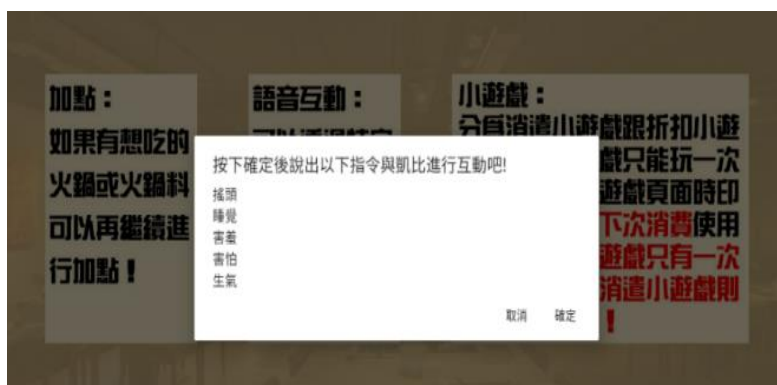 加點：
如果有想吃的
火鍋或火鍋料
可以再繼續進
行加點！
語音互動：
小遊戲：
分為消遣小遊戲跟折扣小遊
戲只能玩一次
遊戲頁面時印
下次消費使用
遊戲只有一次
消遣小遊戲則
！
按下確定後說出以下指令與凱比進行互動吧!
搖頭
睡覺
害羞
害怕
生氣
取消
確定